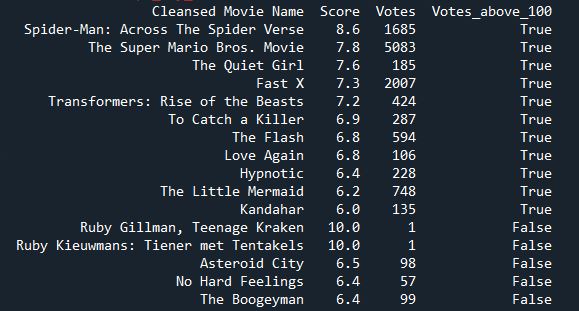 Cleansed Movie Name Score Votes Votes_above_100
Spider-Man: Across The Spider Verse 8.6 1685 True
The Super Mario Bros. Movie 7.8 5083 True
The Quiet Girl 7.6 185 True
Fast X 7.3 2007 True
Transformers: Rise of the Beasts 7.2 424 True
To Catch a Killer 6.9 287 True
The Flash 6.8 594 True
Love Again 6.8 106 True
Hypnotic 6.4 228 True
The Little Mermaid 6.2 748 True
Kandahar 6.0 135 True
Ruby Gillman, Teenage Kraken 10.0 1 False
Ruby Kieuwmans: Tiener met Tentakels 10.0 1 False
Asteroid City 6.5 98 False
No Hard Feelings 6.4 57 False
The Boogeyman 6.4 99 False